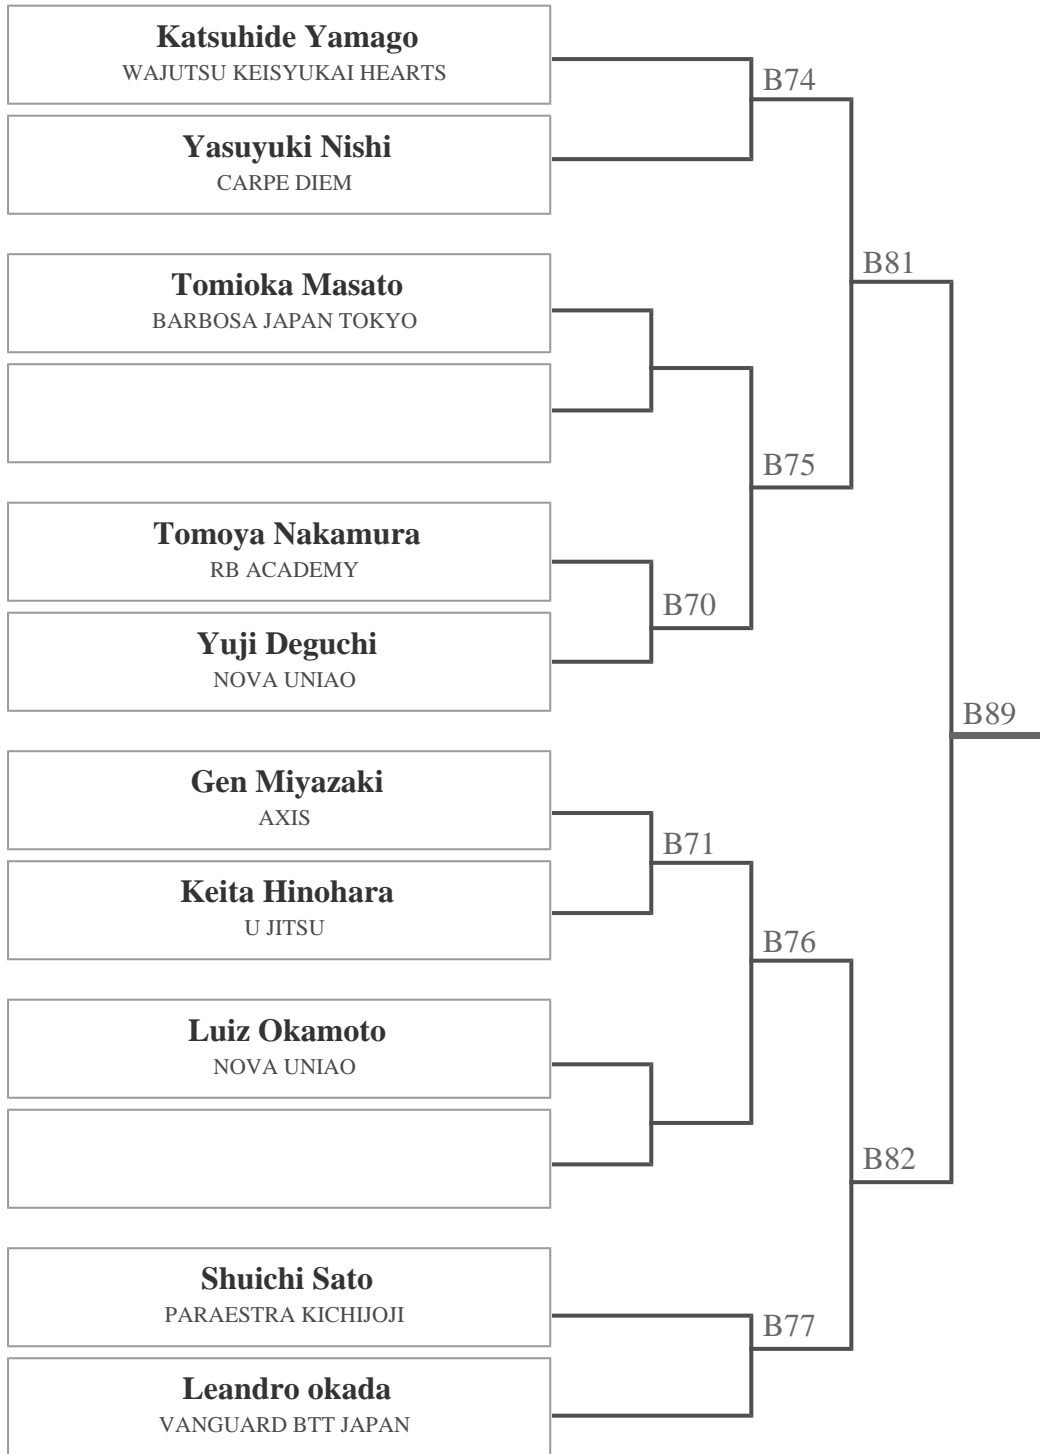 Katsuhide Yamago
WAJUTSU KEISYUKAI HEARTS
B74
Yasuyuki Nishi
CARPE DIEM
B81
Tomioka Masato
BARBOSA JAPAN TOKYO
B75
Tomoya Nakamura
RB ACADEMY
B70
Yuji Deguchi
NOVA UNIAO
B89
Gen Miyazaki
AXIS
B71
Keita Hinohara
U JITSU
B76
Luiz Okamoto
NOVA UNIAO
B82
Shuichi Sato
PARAESTRA KICHIJOJI
B77
Leandro okada
VANGUARD BTT JAPAN